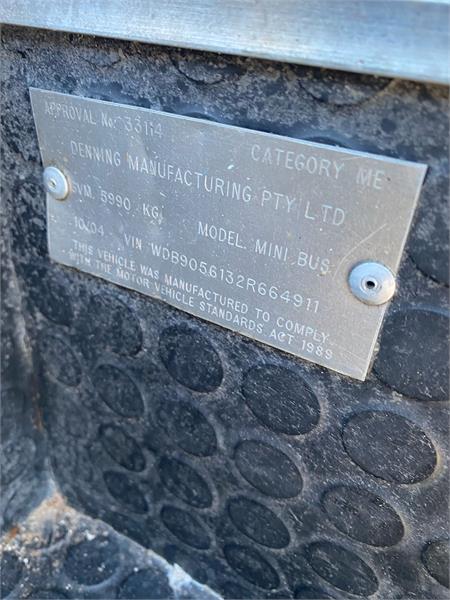 APPROVAL No. 33114 CATEGORY ME
DENNING MANUFACTURING PTY LTD
GVM. 5990 KG MODEL MINI BUS
10/04 VIN WDB9056132R664911
THIS VEHICLE WAS MANUFACTURED TO COMPLY
WITH THE MOTOR VEHICLE STANDARDS ACT 1989